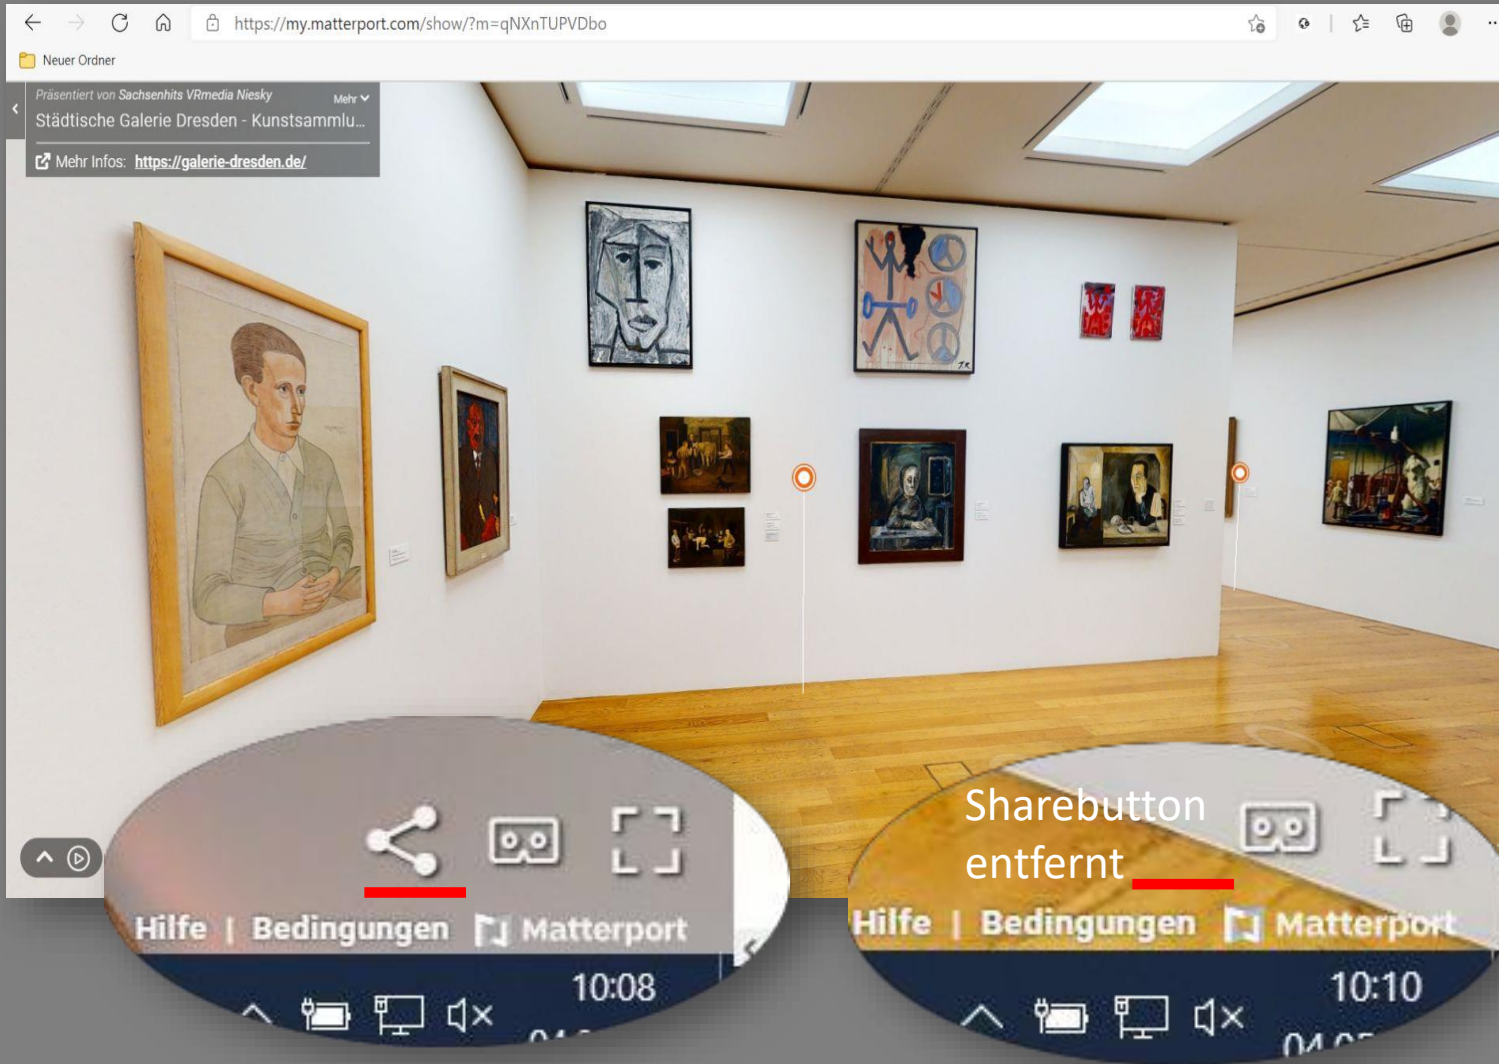 https://my.matterport.com/show/?m=qNXnTUPVDbo
Neuer Ordner
Präsentiert von Sachsenhits VRmedia Niesky Mehr
Städtische Galerie Dresden - Kunstsammlu...
Mehr Infos: https://galerie-dresden.de/
J.R
Hilfe | Bedingungen Matterport
10:08
Sharebutton
entfernt
Hilfe | Bedingungen Matterport
10:10